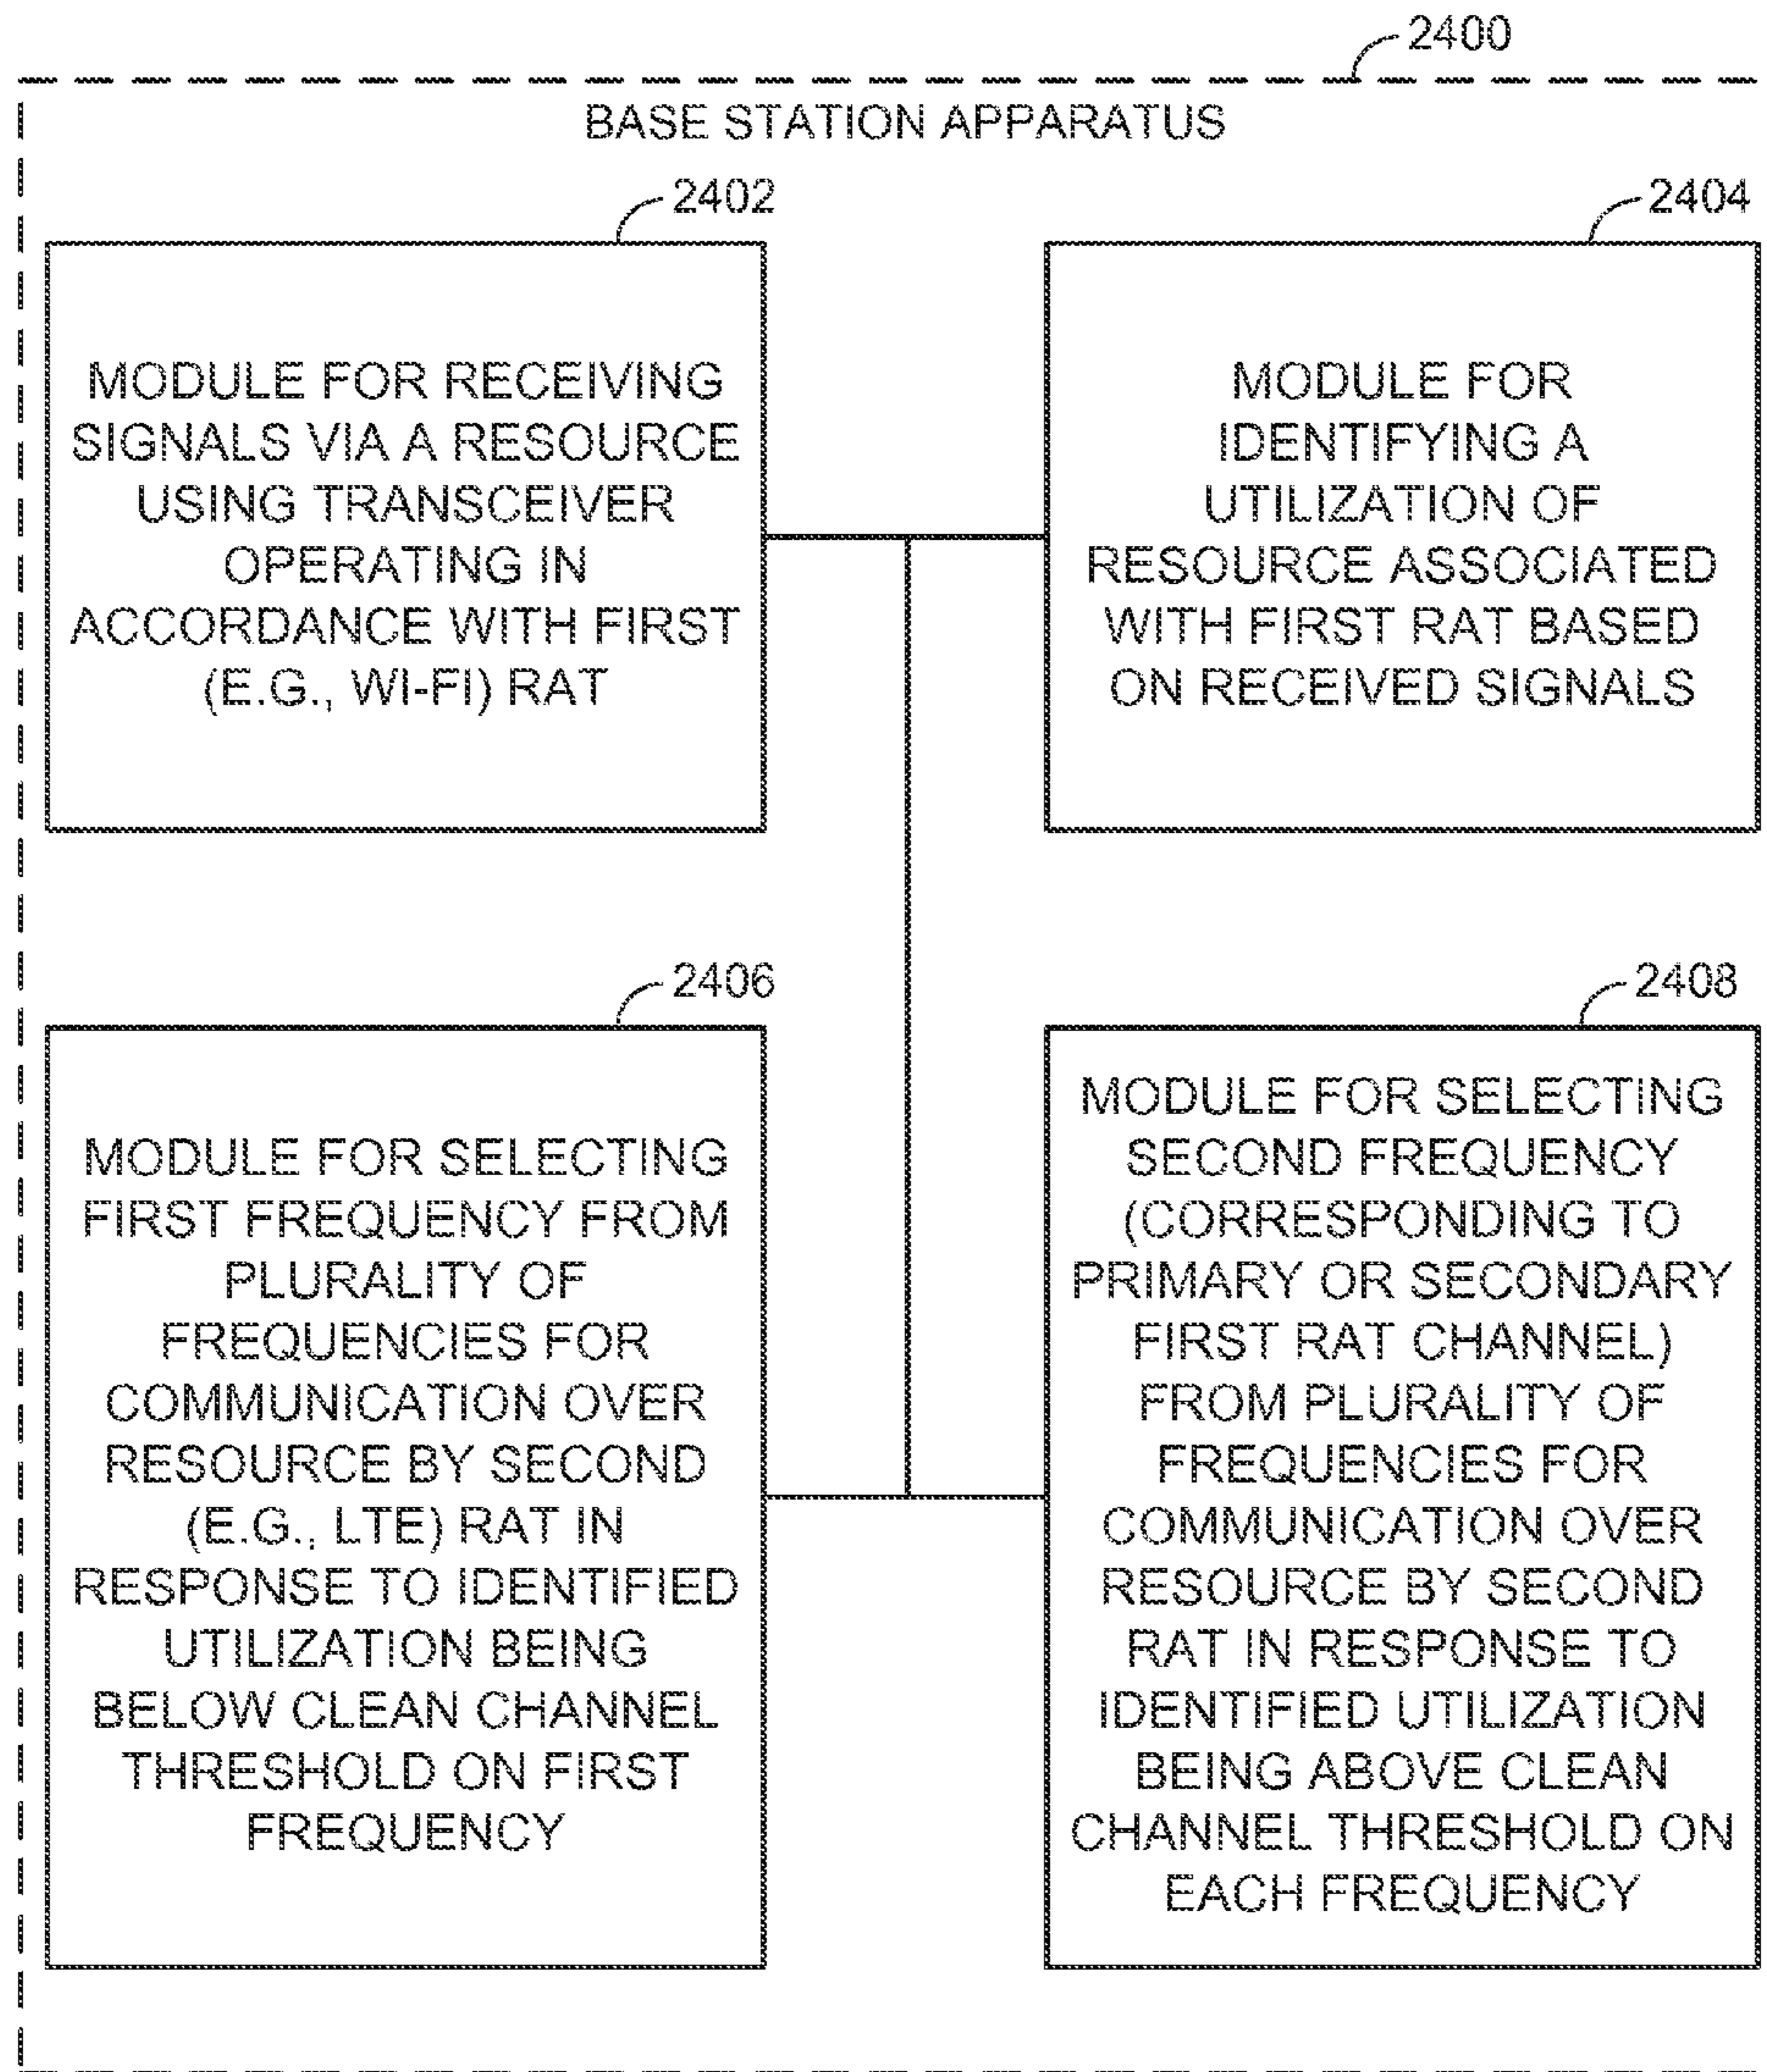 2400
BASE STATION APPARATUS
2402
MODULE FOR RECEIVING
SIGNALS VIA A RESOURCE
USING TRANSCEIVER
OPERATING IN
ACCORDANCE WITH FIRST
(E.G., WI-FI) RAT
2404
MODULE FOR
IDENTIFYING A
UTILIZATION OF
RESOURCE ASSOCIATED
WITH FIRST RAT BASED
ON RECEIVED SIGNALS
2406
MODULE FOR SELECTING
FIRST FREQUENCY FROM
PLURALITY OF
FREQUENCIES FOR
COMMUNICATION OVER
RESOURCE BY SECOND
(E.G., LTE) RAT IN
RESPONSE TO IDENTIFIED
UTILIZATION BEING
BELOW CLEAN CHANNEL
THRESHOLD ON FIRST
FREQUENCY
2408
MODULE FOR SELECTING
SECOND FREQUENCY
(CORRESPONDING TO
PRIMARY OR SECONDARY
FIRST RAT CHANNEL)
FROM PLURALITY OF
FREQUENCIES FOR
COMMUNICATION OVER
RESOURCE BY SECOND
RAT IN RESPONSE TO
IDENTIFIED UTILIZATION
BEING ABOVE CLEAN
CHANNEL THRESHOLD ON
EACH FREQUENCY